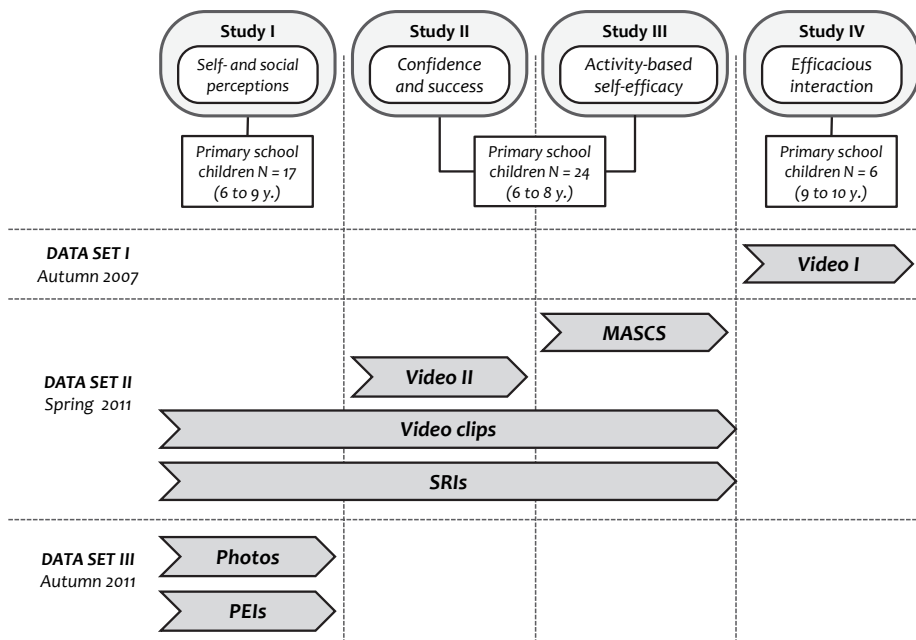 Study I
Self- and social
perceptions
Study II
Confidence
and success
Study III
Activity-based
self-efficacy
Study IV
Efficacious
interaction
Primary school
children N = 17
(6 to 9 y.)
Primary school
children N = 24
(6 to 8 y.)
Primary school
children N = 6
(9 to 10 y.)
DATA SET I
Autumn 2007
Video I
DATA SET II
Spring 2011
MASCS
Video II
Video clips
SRIs
DATA SET III
Autumn 2011
Photos
PEIs